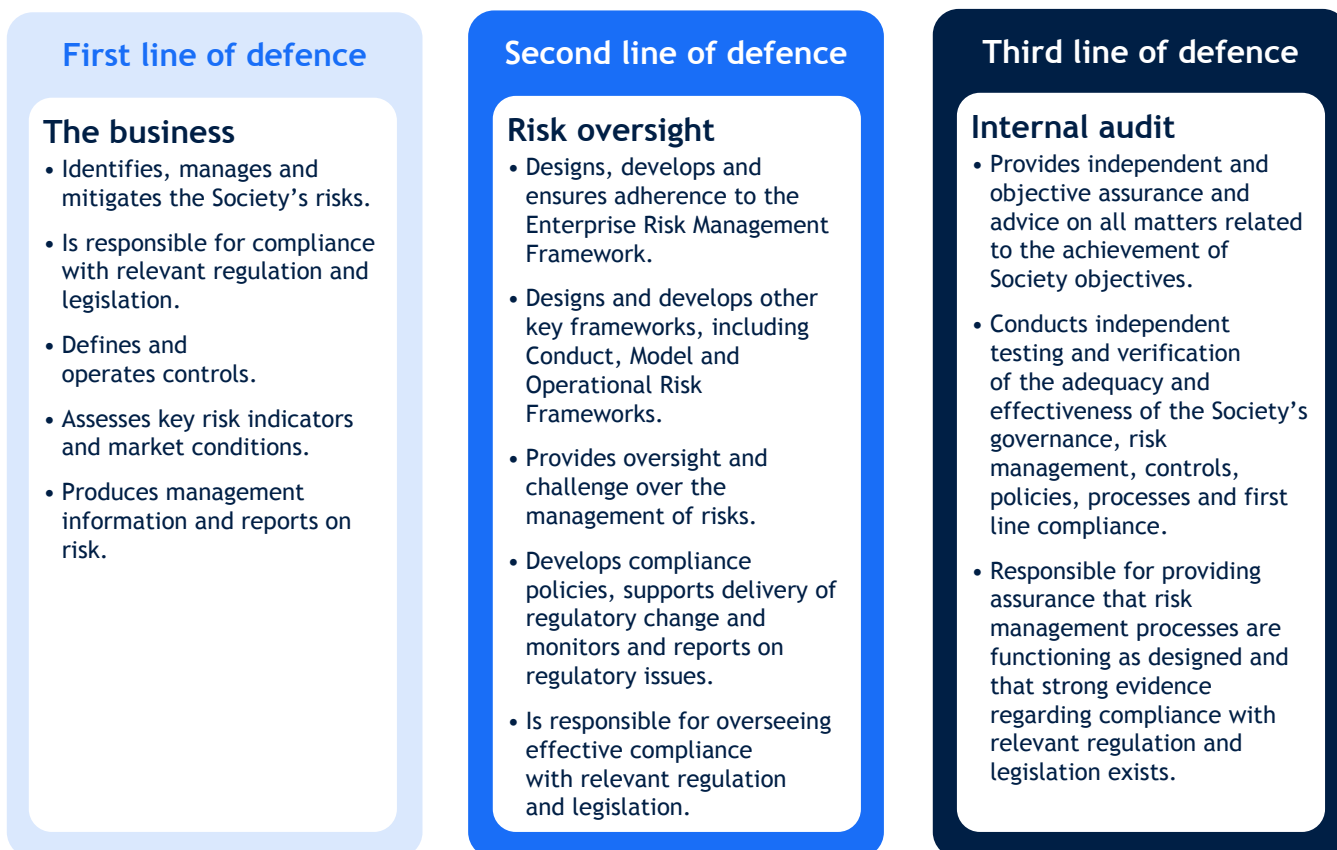 First line of defence
The business
• Identifies, manages and
mitigates the Society’s risks.
• Is responsible for compliance
with relevant regulation and
legislation.
• Defines and
operates controls.
• Assesses key risk indicators
and market conditions.
• Produces management
information and reports on
risk.
Second line of defence
Risk oversight
• Designs, develops and
ensures adherence to the
Enterprise Risk Management
Framework.
• Designs and develops other
key frameworks, including
Conduct, Model and
Operational Risk
Frameworks.
• Provides oversight and
challenge over the
management of risks.
• Develops compliance
policies, supports delivery of
regulatory change and
monitors and reports on
regulatory issues.
• Is responsible for overseeing
effective compliance
with relevant regulation
and legislation.
Third line of defence
Internal audit
• Provides independent and
objective assurance and
advice on all matters related
to the achievement of
Society objectives.
• Conducts independent
testing and verification
of the adequacy and
effectiveness of the Society’s
governance, risk
management, controls,
policies, processes and first
line compliance.
• Responsible for providing
assurance that risk
management processes are
functioning as designed and
that strong evidence
regarding compliance with
relevant regulation and
legislation exists.